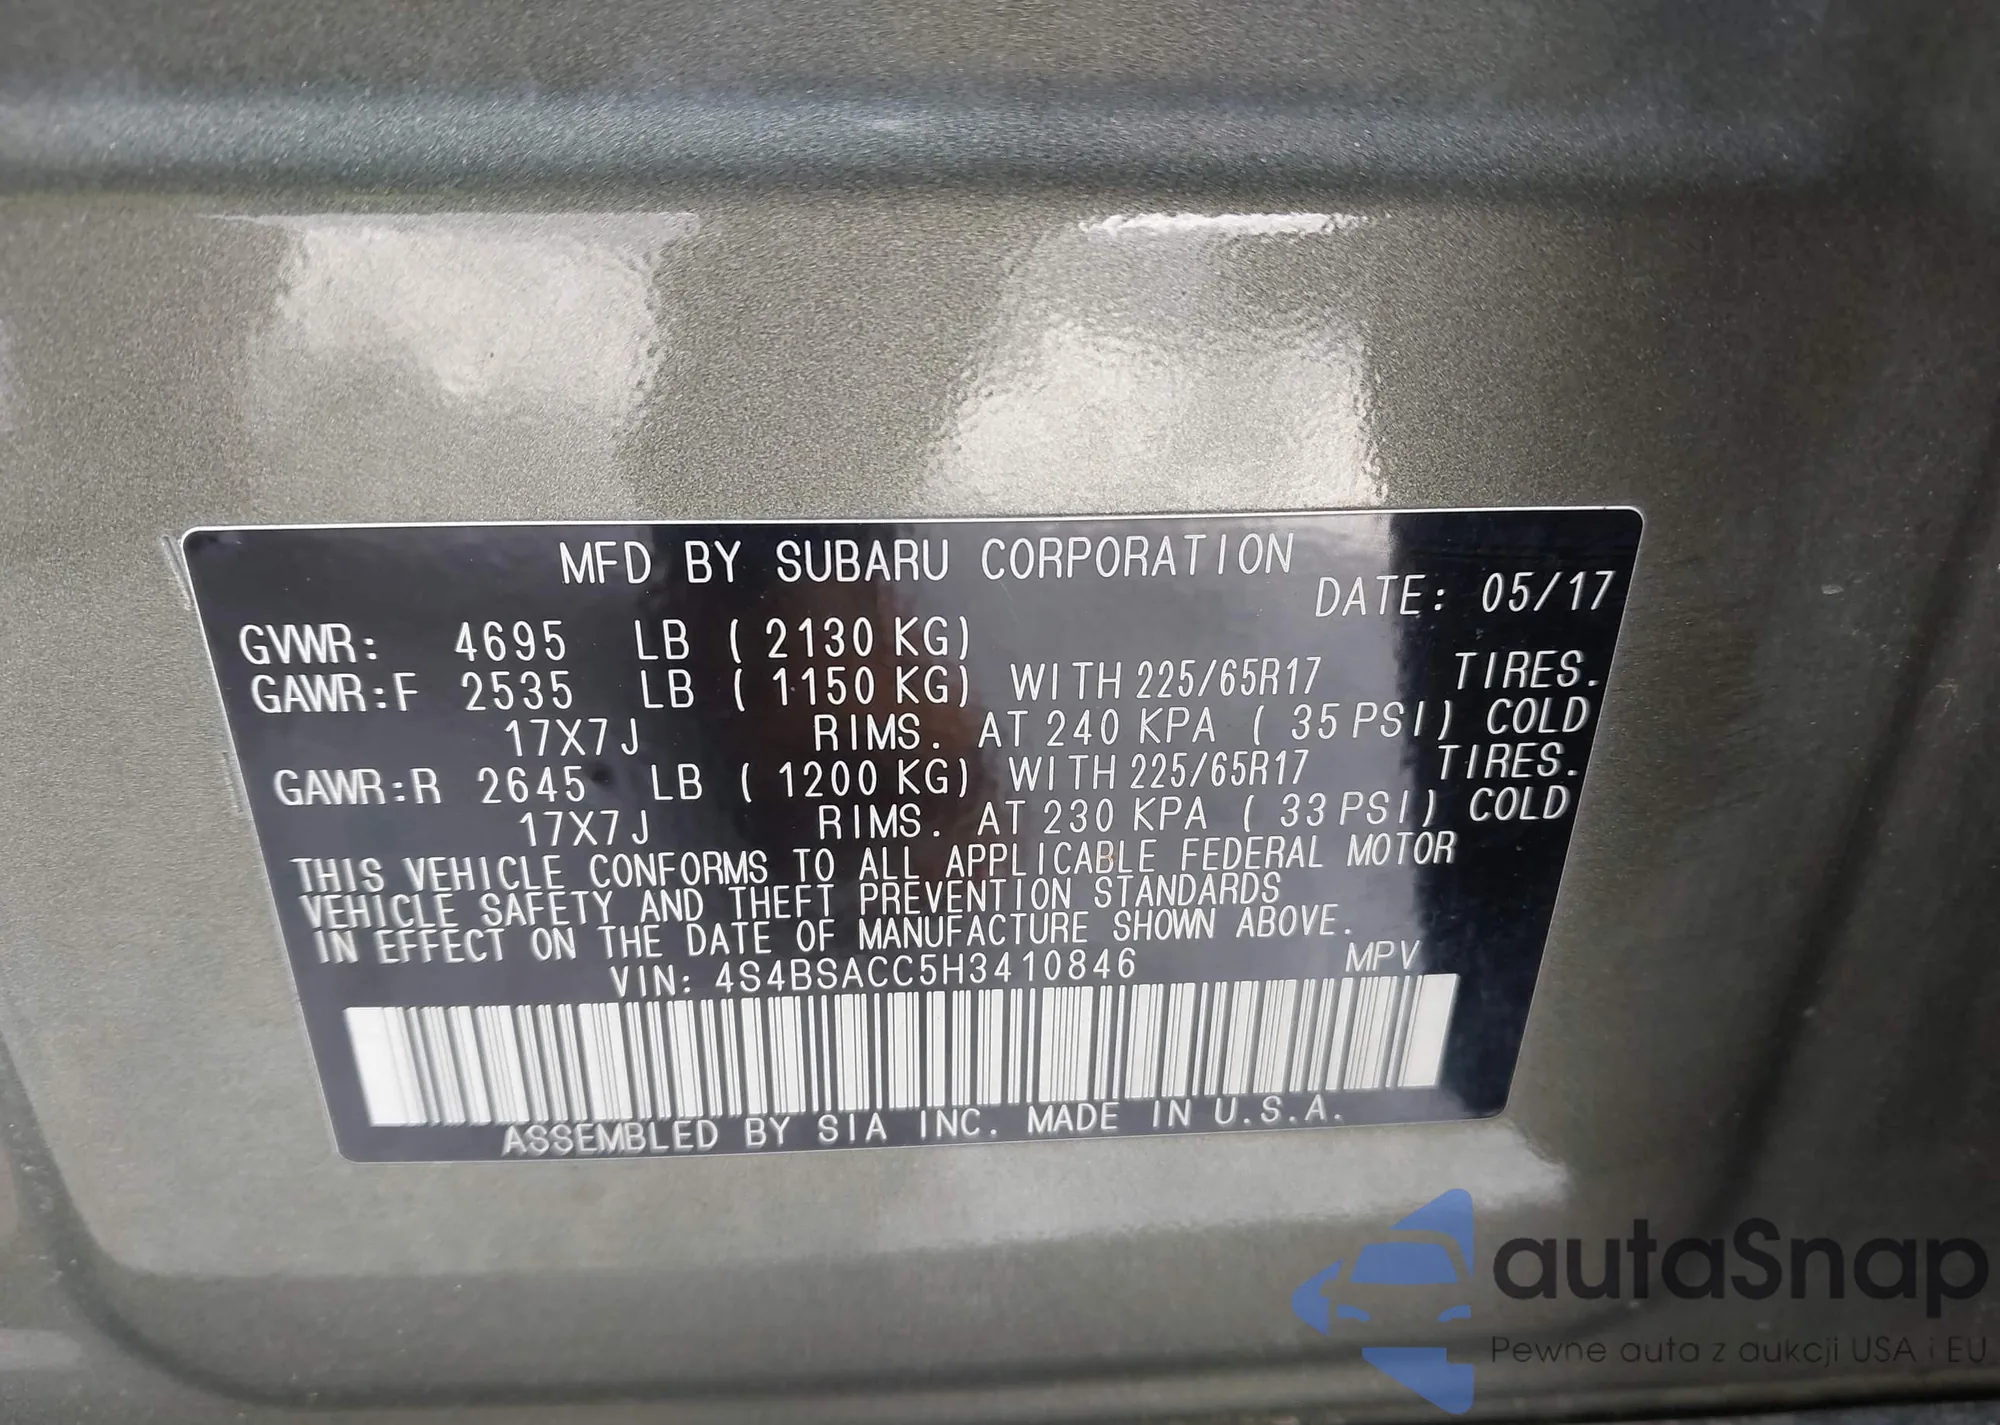 MFD BY SUBARU CORPORATION
DATE: 05/17
GVWR: 4695 LB ( 2130 KG)
GAWR:F 2535 LB ( 1150 KG) WITH 225/65R17 TIRES.
17X7J RIMS. AT 240 KPA ( 35 PSI) COLD
GAWR:R 2645 LB ( 1200 KG) WITH 225/65R17 TIRES.
17X7J RIMS. AT 230 KPA ( 33 PSI) COLD
THIS VEHICLE CONFORMS TO ALL APPLICABLE FEDERAL MOTOR
VEHICLE SAFETY AND THEFT PREVENTION STANDARDS
IN EFFECT ON THE DATE OF MANUFACTURE SHOWN ABOVE.
VIN: 4S4BSACC5H3410846 MPV
ASSEMBLED BY SIA INC. MADE IN U.S.A.
autaSnap
Pewne auta z aukcji USA i EU